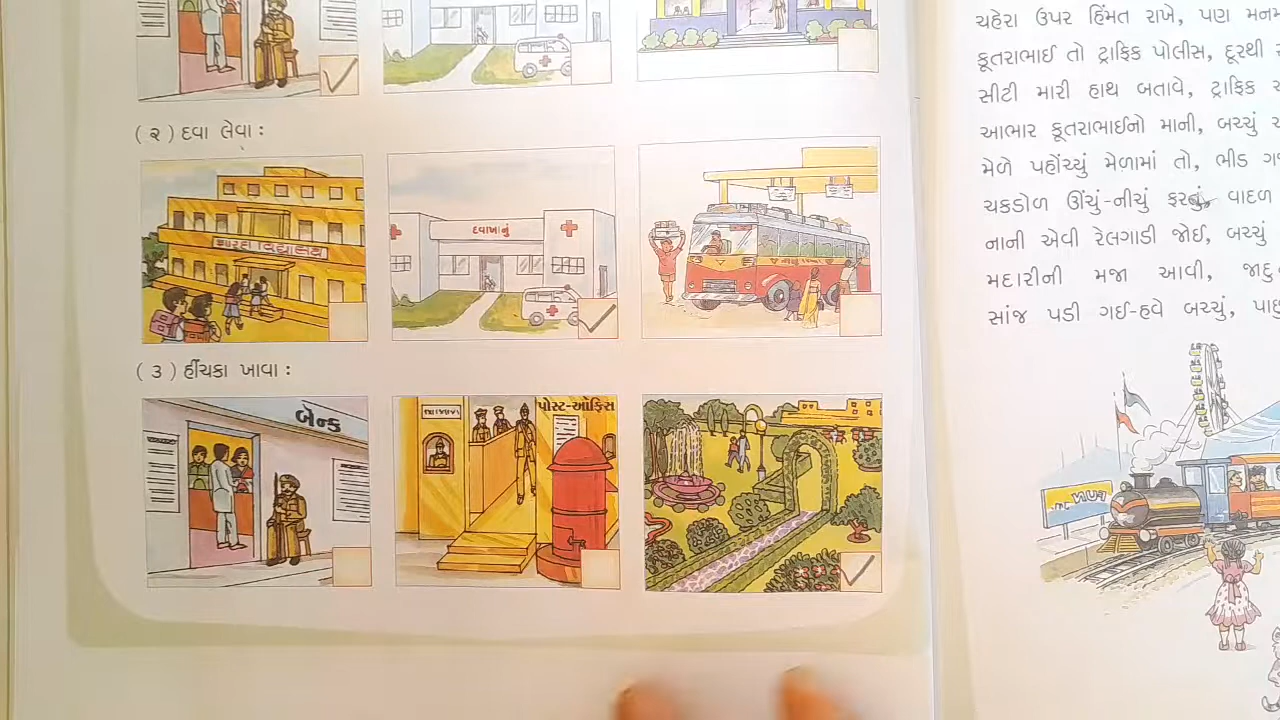 (૨) દવા લેવા :
દવાખાનું
(૩) હીંચકા ખાવા :
બેન્ક
પોસ્ટ-ઓફિસ
ચહેરા ઉપર હિંમત રાખે, પણ
કૂતરાભાઈ તો ટ્રાફિક પોલીસ, દૂરથી
સીટી મારી હાથ બતાવે, ટ્રાફિક
આભાર કૂતરાભાઈનો માની, બચ્ચું
મેળે પહોંચ્યું મેળામાં તો, ભીડ
ચકડોળ ઊંચું-નીચું ફરતું, વાદળ
નાની એવી રેલગાડી જોઈ, બચ્ચું
મદારીની મજા આવી, જાદુ
સાંજ પડી ગઈ-હવે બચ્ચું,